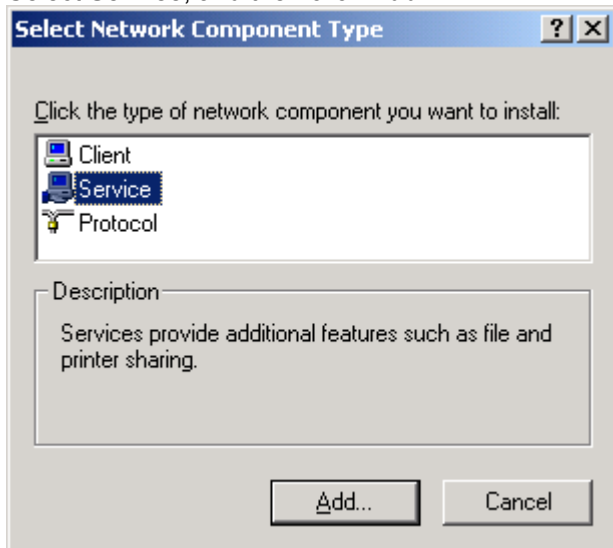 Select Network Component Type
Click the type of network component you want to install:
Client
Service
Protocol
Description
Services provide additional features such as file and
printer sharing.
Add...
Cancel